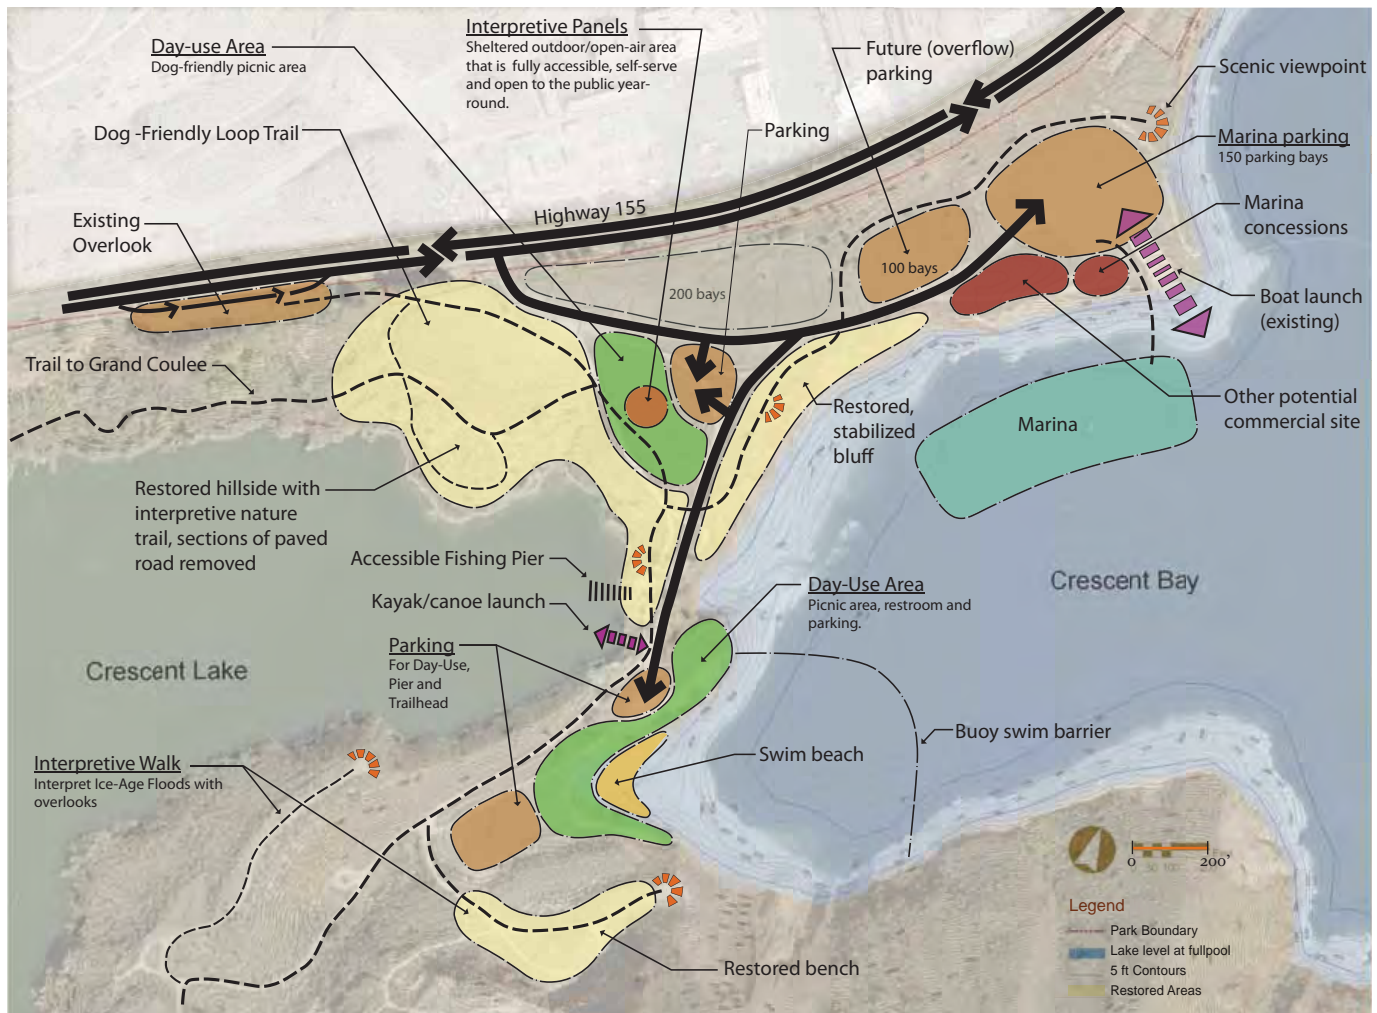 Interpretive Panels
Sheltered outdoor/open-air area
that is fully accessible, self-serve
and open to the public year-
round.
Day-use Area
Dog-friendly picnic area
Future (overflow)
parking
Scenic viewpoint
Dog -Friendly Loop Trail
Parking
Marina parking
150 parking bays
Existing
Overlook
Highway 155
Marina
concessions
100 bays
200 bays
Boat launch
(existing)
Trail to Grand Coulee
Restored,
stabilized
bluff
Marina
Other potential
commercial site
Restored hillside with
interpretive nature
trail, sections of paved
road removed
Accessible Fishing Pier
Kayak/canoe launch
Day-Use Area
Picnic area, restroom and
parking.
Crescent Bay
Parking
For Day-Use,
Pier and
Trailhead
Crescent Lake
Buoy swim barrier
Swim beach
Interpretive Walk
Interpret Ice-Age Floods with
overlooks
Restored bench
0 200'
Legend
Park Boundary
Lake level at fullpool
5 ft Contours
Restored Areas